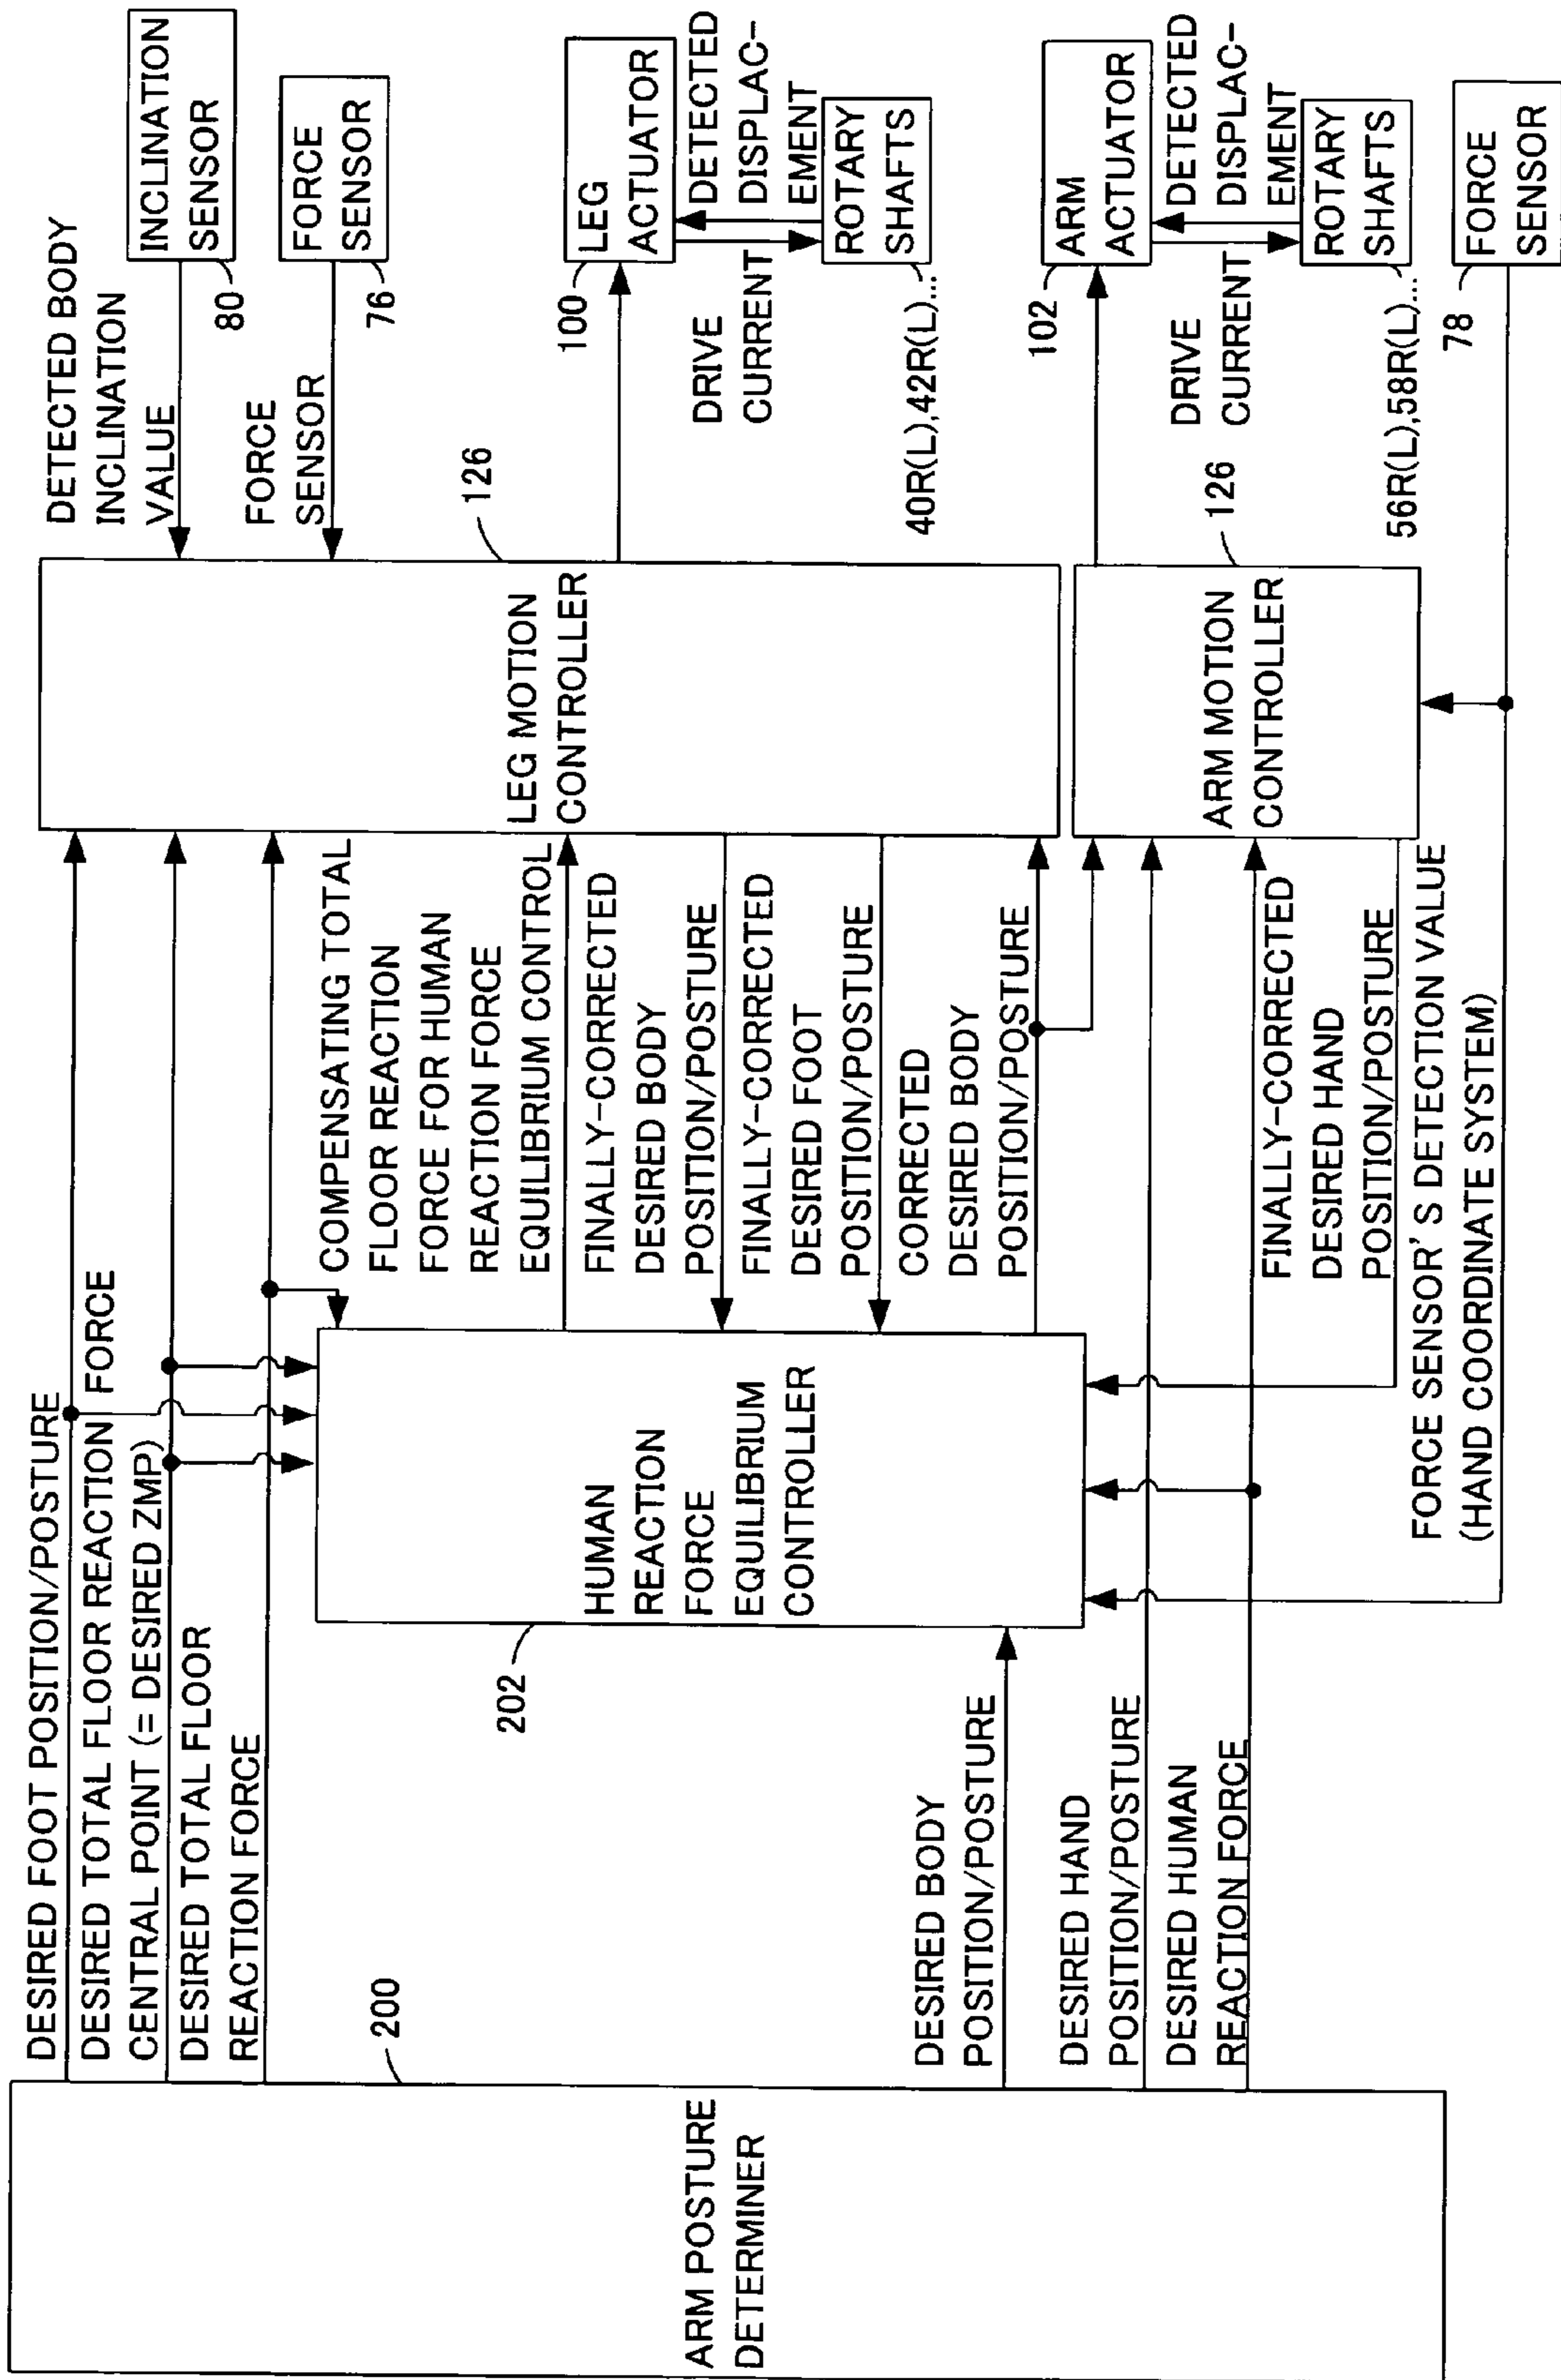 DESIRED FOOT POSITION/POSTURE
DESIRED TOTAL FLOOR REACTION FORCE
CENTRAL POINT (= DESIRED ZMP)
DESIRED TOTAL FLOOR
REACTION FORCE
200
ARM POSTURE
DETERMINER
DESIRED BODY
POSITION/POSTURE
DESIRED HAND
POSITION/POSTURE
DESIRED HUMAN
REACTION FORCE
202
HUMAN
REACTION
FORCE
EQUILIBRIUM
CONTROLLER
COMPENSATING TOTAL
FLOOR REACTION
FORCE FOR HUMAN
REACTION FORCE
EQUILIBRIUM CONTROL
FINALLY-CORRECTED
DESIRED BODY
POSITION/POSTURE
FINALLY-CORRECTED
DESIRED FOOT
POSITION/POSTURE
CORRECTED
DESIRED BODY
POSITION/POSTURE
FINALLY-CORRECTED
DESIRED HAND
POSITION/POSTURE
FORCE SENSOR'S DETECTION VALUE
(HAND COORDINATE SYSTEM)
LEG MOTION
CONTROLLER
126
ARM MOTION
CONTROLLER
126
DETECTED BODY
INCLINATION
VALUE
FORCE
SENSOR
INCLINATION
SENSOR
80
FORCE
SENSOR
76
LEG
ACTUATOR
100
DRIVE
CURRENT
DETECTED
DISPLAC-
EMENT
ROTARY
SHAFTS
40R(L),42R(L)...
ARM
ACTUATOR
102
DRIVE
CURRENT
DETECTED
DISPLAC-
EMENT
ROTARY
SHAFTS
56R(L),58R(L)...
78
FORCE
SENSOR